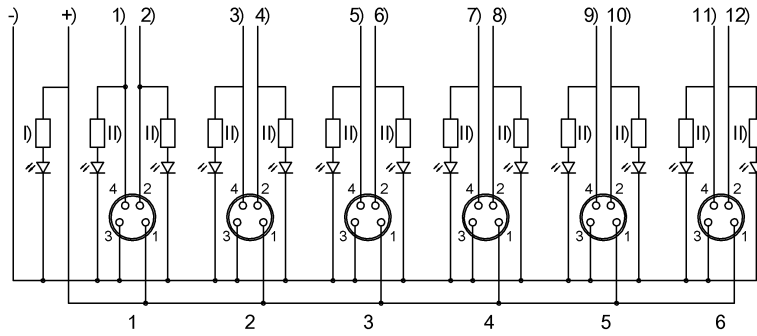 -) +) 1) 2) 3) 4) 5) 6) 7) 8) 9) 10) 11) 12)
I) II) II) II) II) II) II) II) II) II) II) II) II)
4 2 4 2 4 2 4 2 4 2 4 2
3 1 3 1 3 1 3 1 3 1 3 1
1 2 3 4 5 6